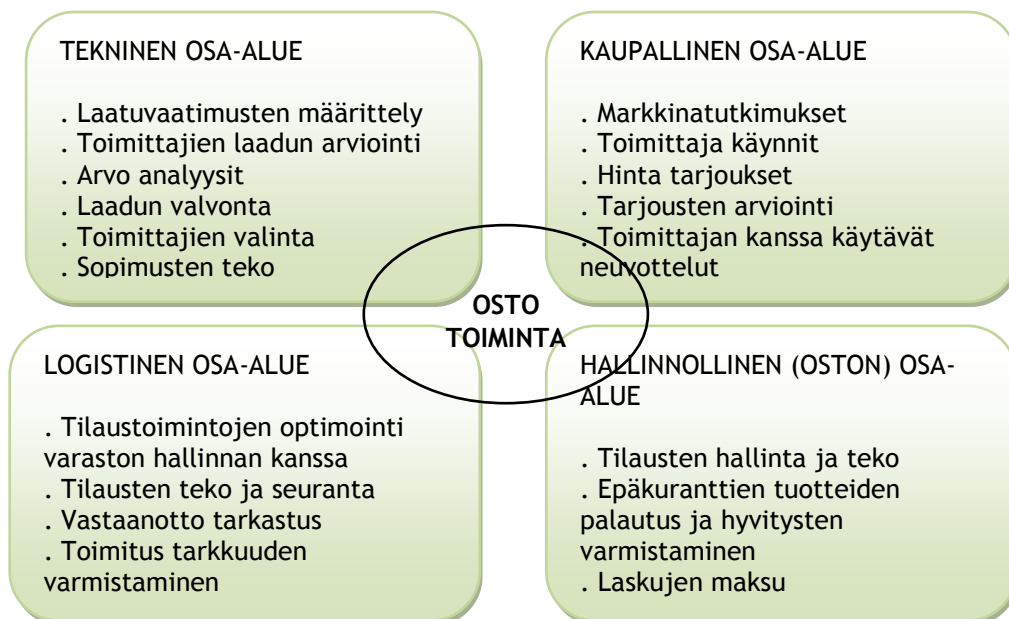 TEKNINEN OSA-ALUE
. Laatuvaatimusten määrittely
. Toimittajien laadun arviointi
. Arvo analyysit
. Laadun valvonta
. Toimittajien valinta
. Sopimusten teko
KAUPALLINEN OSA-ALUE
. Markkinatutkimukset
. Toimittaja käynnit
. Hinta tarjoukset
. Tarjousten arviointi
. Toimittajan kanssa käytävät
neuvottelut
OSTO
TOIMINTA
LOGISTINEN OSA-ALUE
. Tilaustoimintojen optimointi
varaston hallinnan kanssa
. Tilausten teko ja seuranta
. Vastaanotto tarkastus
. Toimitus tarkkuuden
varmistaminen
HALLINNOLLINEN (OSTON) OSA-
ALUE
. Tilausten hallinta ja teko
. Epäkuranttien tuotteiden
palautus ja hyvitysten
varmistaminen
. Laskujen maksu